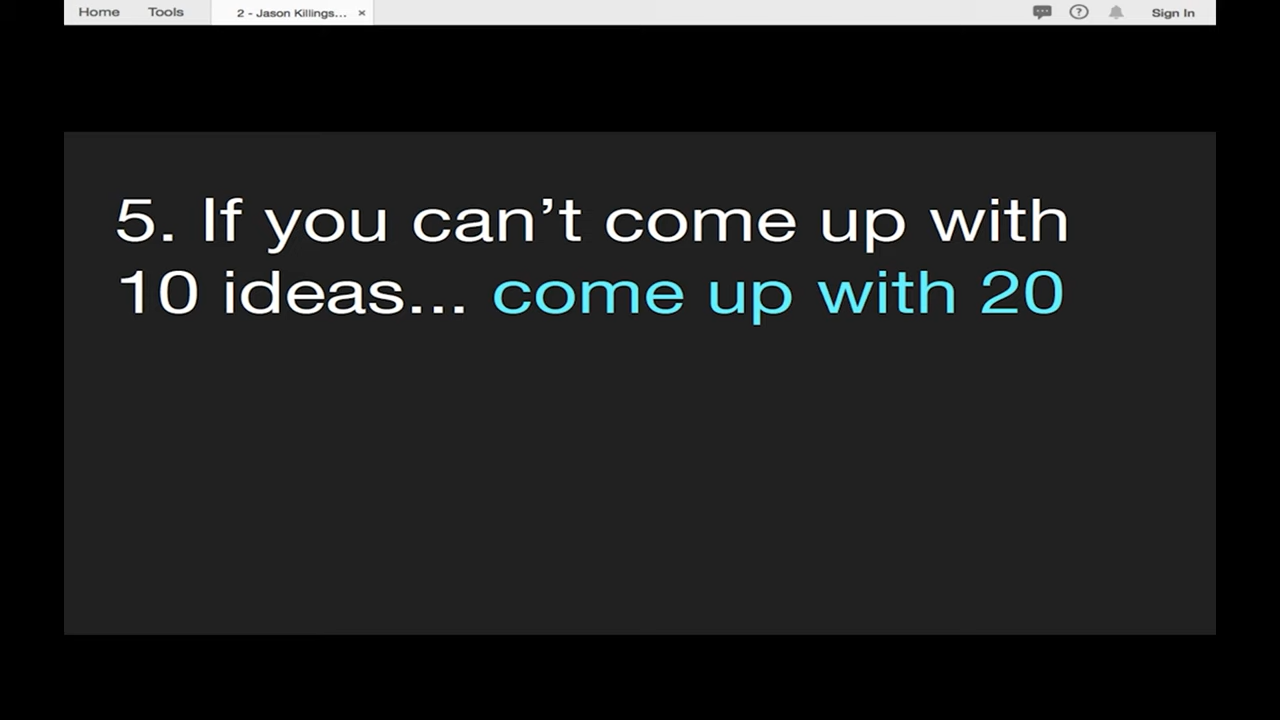 Home Tools 2 - Jason Killings... × Sign In
5. If you can’t come up with
10 ideas... come up with 20